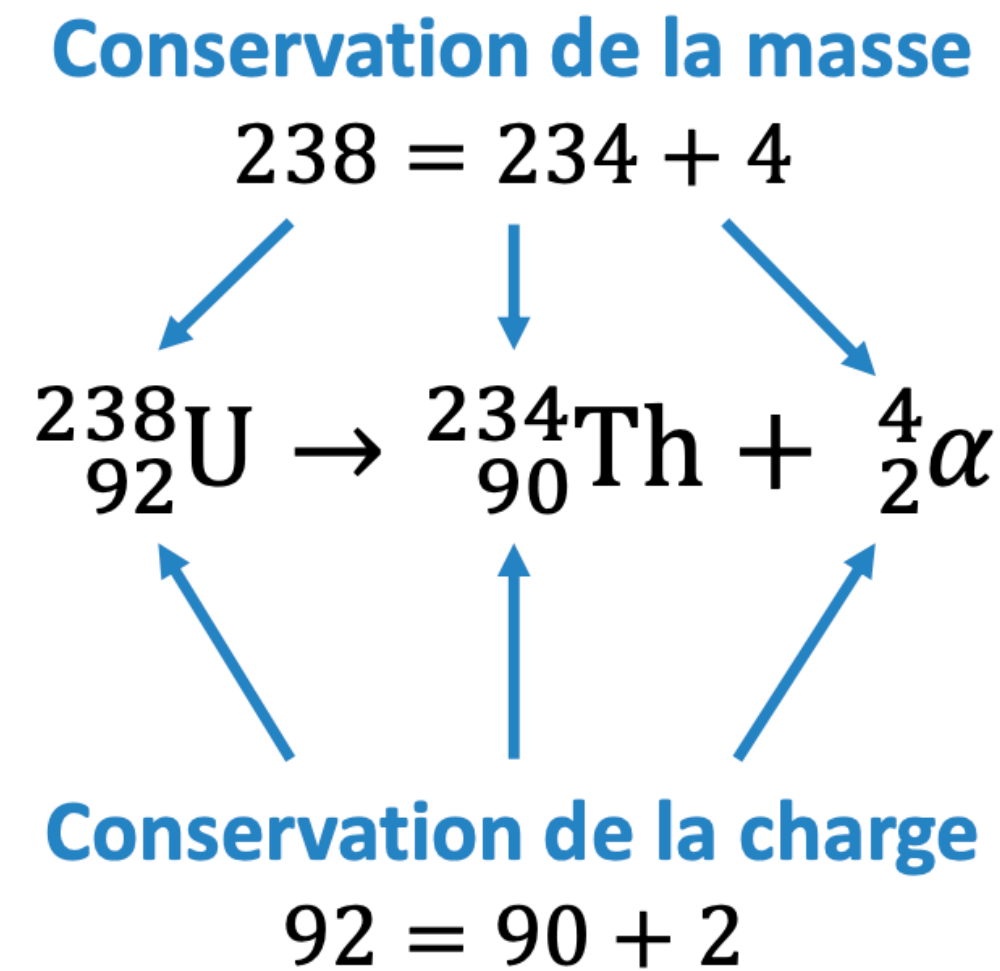 Conservation de la masse
238 = 234 + 4
²³⁸₉₂U → ²³⁴₉₀Th + ⁴₂α
Conservation de la charge
92 = 90 + 2